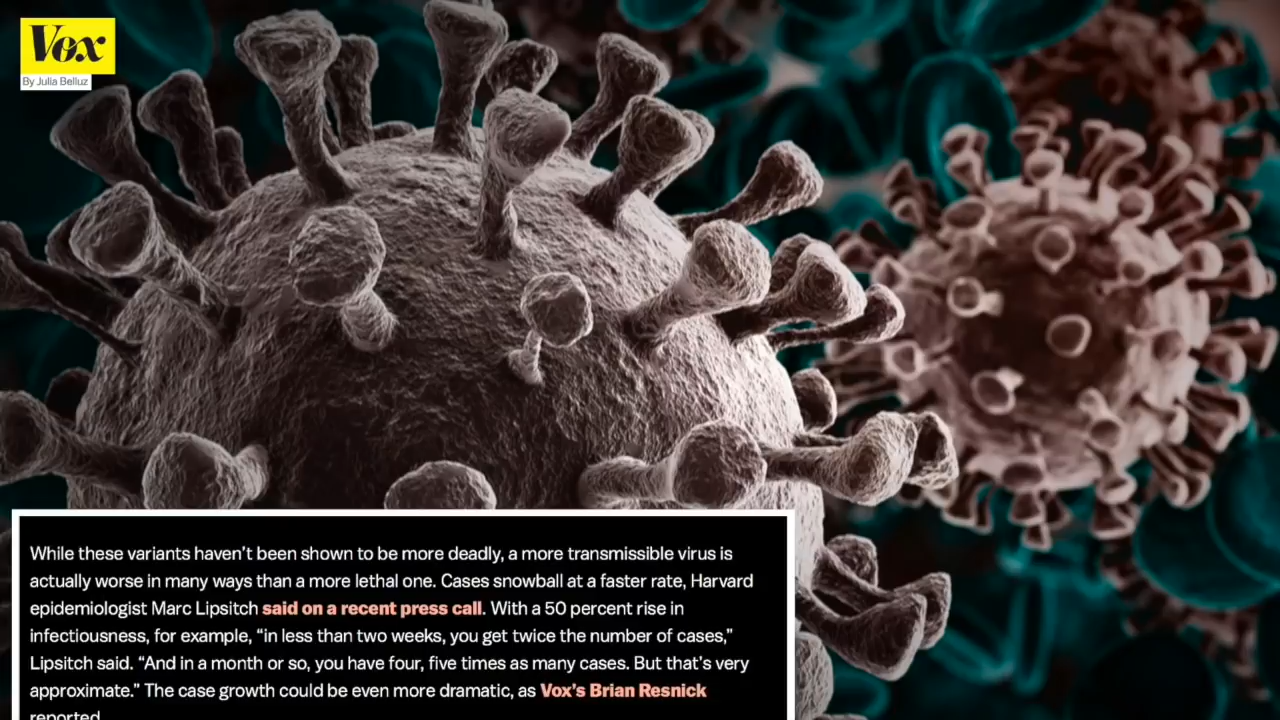 Vox
By Julia Belluz
While these variants haven't been shown to be more deadly, a more transmissible virus is
actually worse in many ways than a more lethal one. Cases snowball at a faster rate, Harvard
epidemiologist Marc Lipsitch said on a recent press call. With a 50 percent rise in
infectiousness, for example, “in less than two weeks, you get twice the number of cases,”
Lipsitch said. “And in a month or so, you have four, five times as many cases. But that's very
approximate.” The case growth could be even more dramatic, as Vox's Brian Resnick
reported